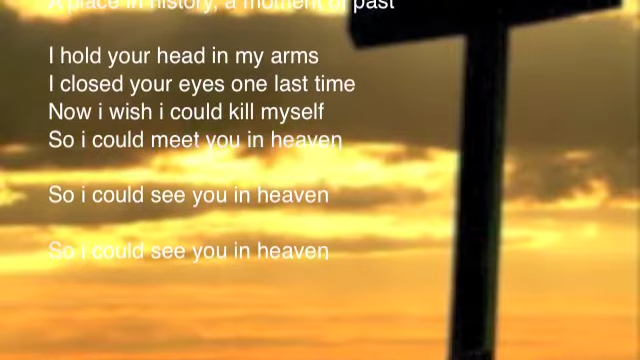 A place in history, a moment of past
I hold your head in my arms
I closed your eyes one last time
Now i wish i could kill myself
So i could meet you in heaven
So i could see you in heaven
So i could see you in heaven